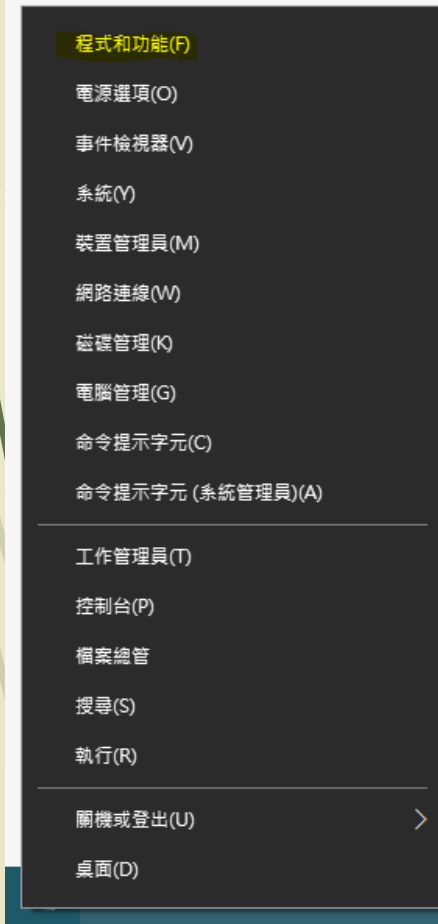 程式和功能(F)
電源選項(O)
事件檢視器(V)
系統(Y)
裝置管理員(M)
網路連線(W)
磁碟管理(K)
電腦管理(G)
命令提示字元(C)
命令提示字元 (系統管理員)(A)
工作管理員(T)
控制台(P)
檔案總管
搜尋(S)
執行(R)
關機或登出(U)
桌面(D)